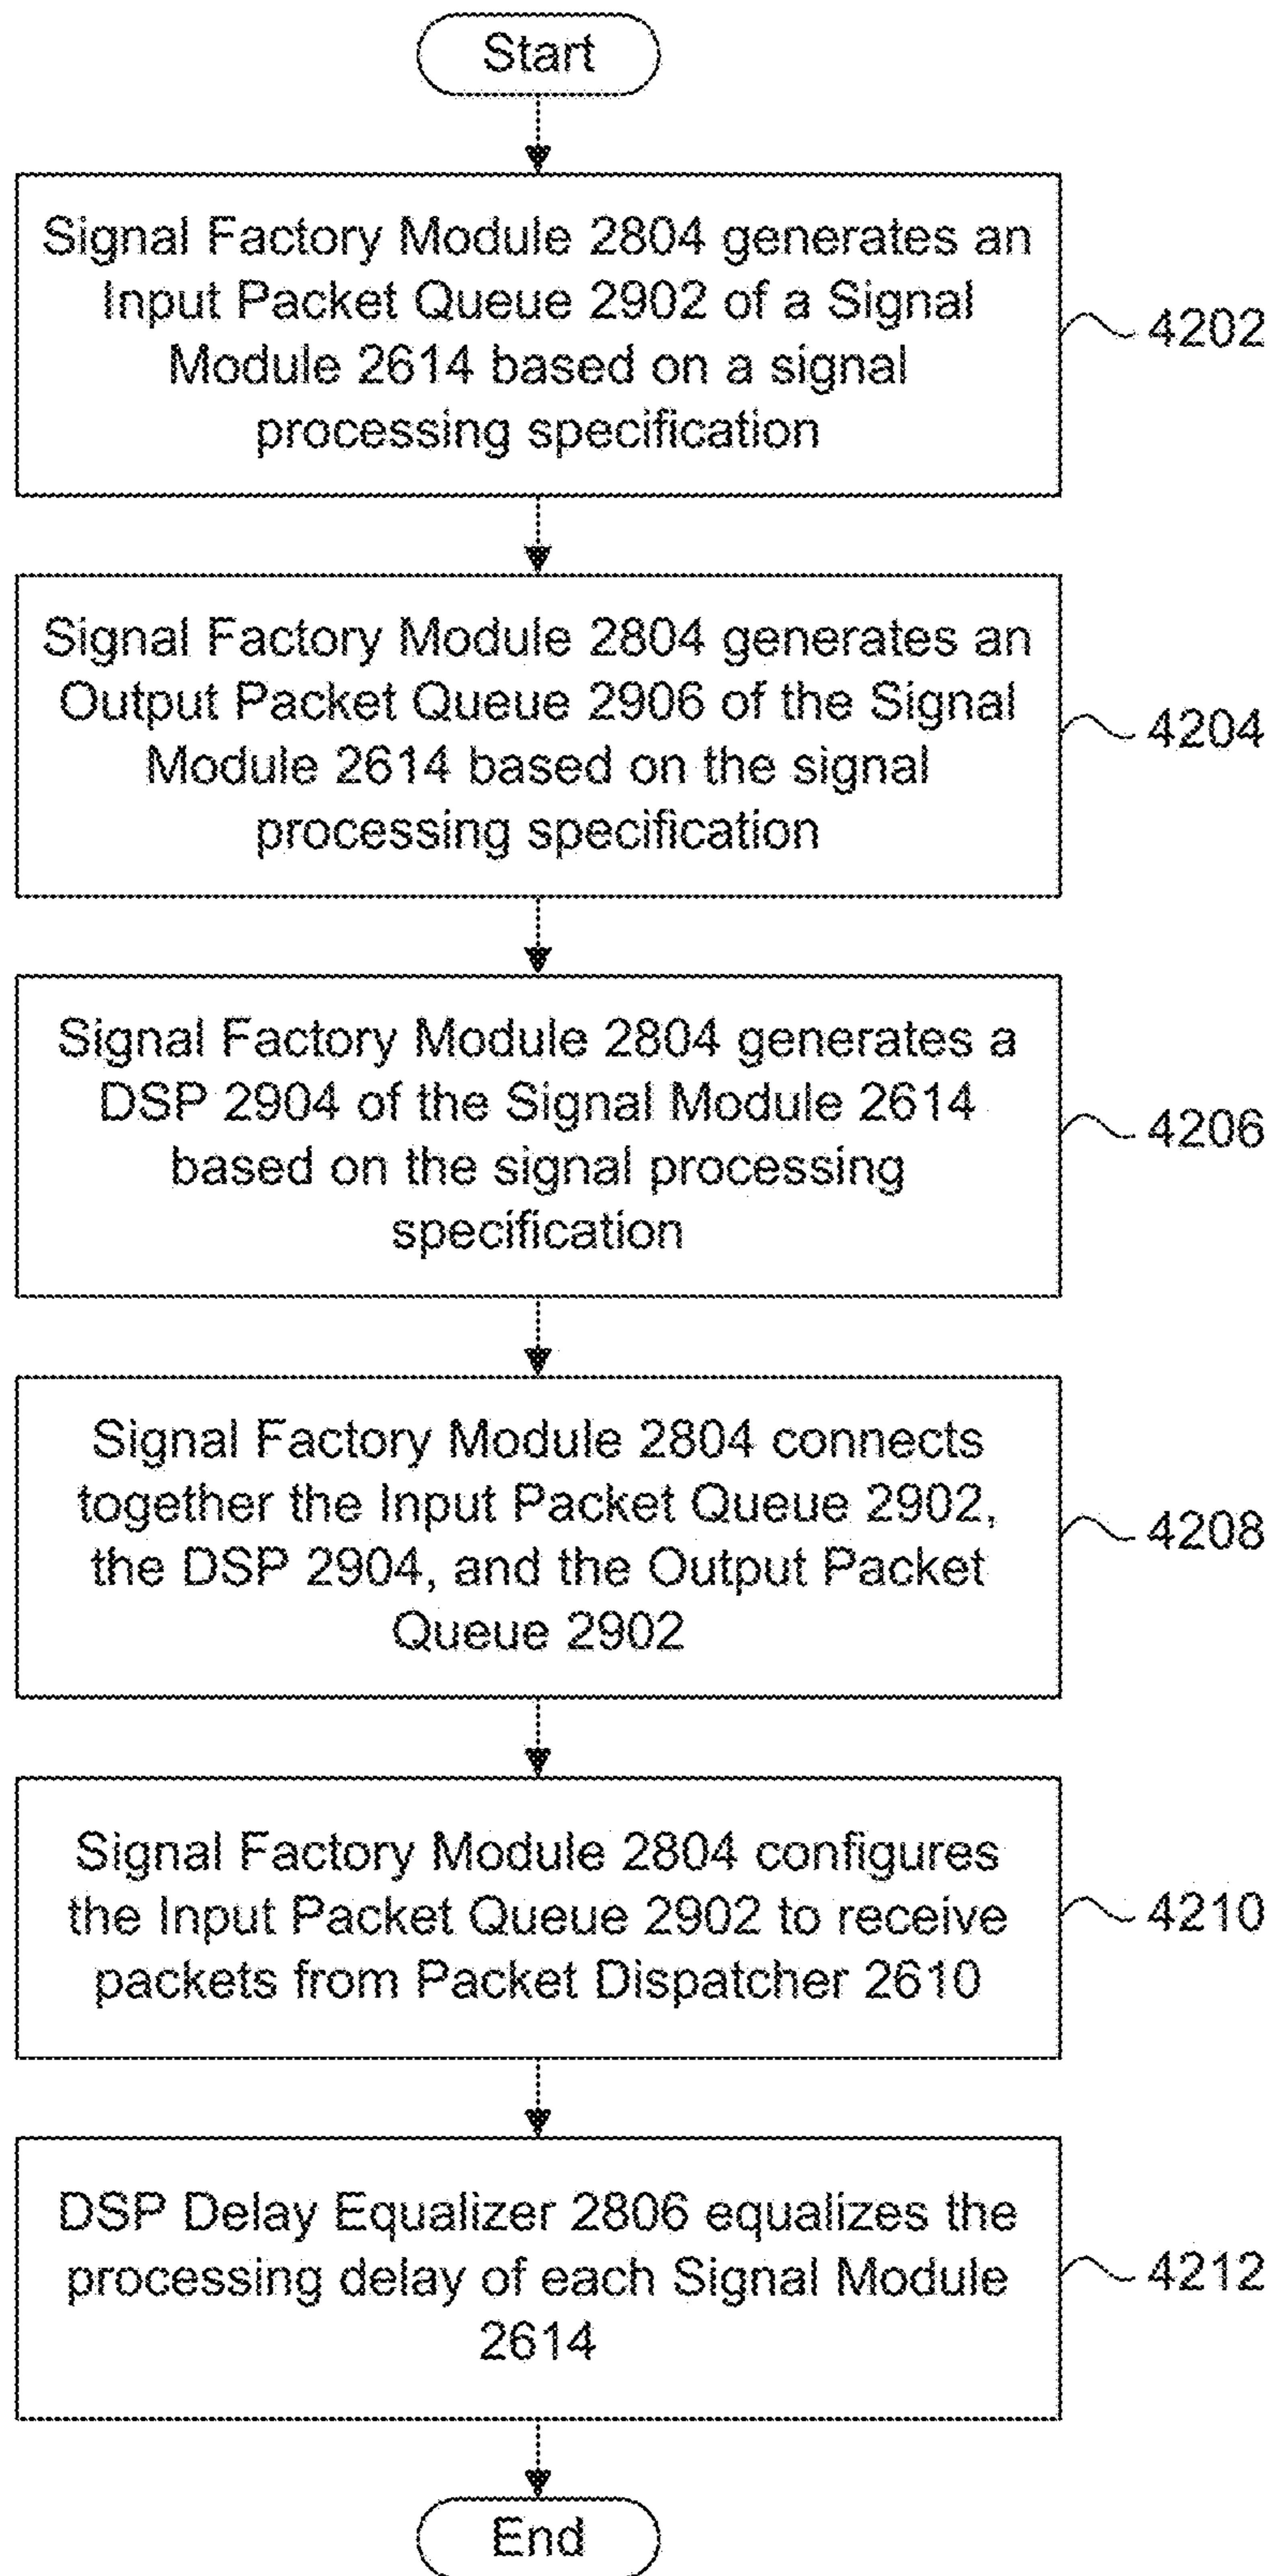 Start
Signal Factory Module 2804 generates an
Input Packet Queue 2902 of a Signal
Module 2614 based on a signal
processing specification
4202
Signal Factory Module 2804 generates an
Output Packet Queue 2906 of the Signal
Module 2614 based on the signal
processing specification
4204
Signal Factory Module 2804 generates a
DSP 2904 of the Signal Module 2614
based on the signal processing
specification
4206
Signal Factory Module 2804 connects
together the Input Packet Queue 2902,
the DSP 2904, and the Output Packet
Queue 2902
4208
Signal Factory Module 2804 configures
the Input Packet Queue 2902 to receive
packets from Packet Dispatcher 2610
4210
DSP Delay Equalizer 2806 equalizes the
processing delay of each Signal Module
2614
4212
End